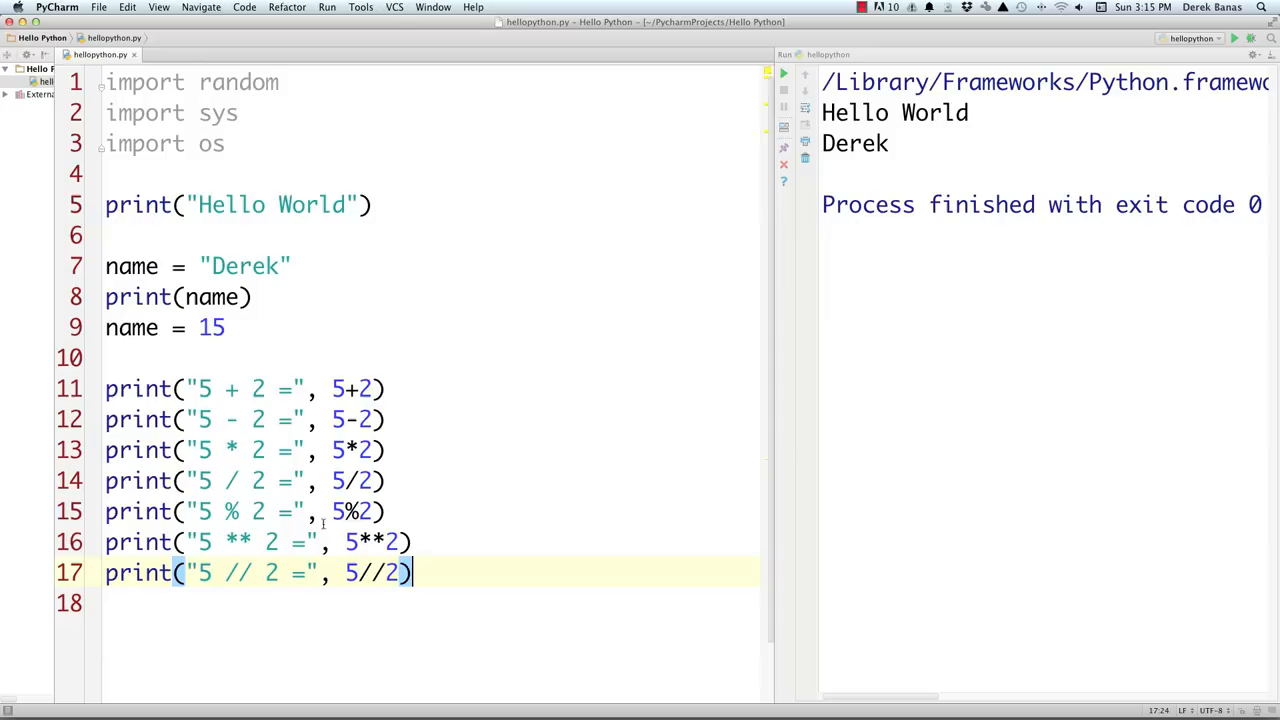 PyCharm File Edit View Navigate Code Refactor Run Tools VCS Window Help 10 Sun 3:15 PM Derek Banas
hellopython.py - Hello Python - [~/PycharmProjects/Hello Python]
Hello Python hellopython.py hellopython
hellopython.py Run hellopython
Hello P
hell
Extern
1 import random
2 import sys
3 import os
4
5 print("Hello World")
6
7 name = "Derek"
8 print(name)
9 name = 15
10
11 print("5 + 2 =", 5+2)
12 print("5 - 2 =", 5-2)
13 print("5 * 2 =", 5*2)
14 print("5 / 2 =", 5/2)
15 print("5 % 2 =", 5%2)
16 print("5 ** 2 =", 5**2)
17 print("5 // 2 =", 5//2)
18
/Library/Frameworks/Python.framewo
Hello World
Derek
Process finished with exit code 0
17:24 LF UTF-8